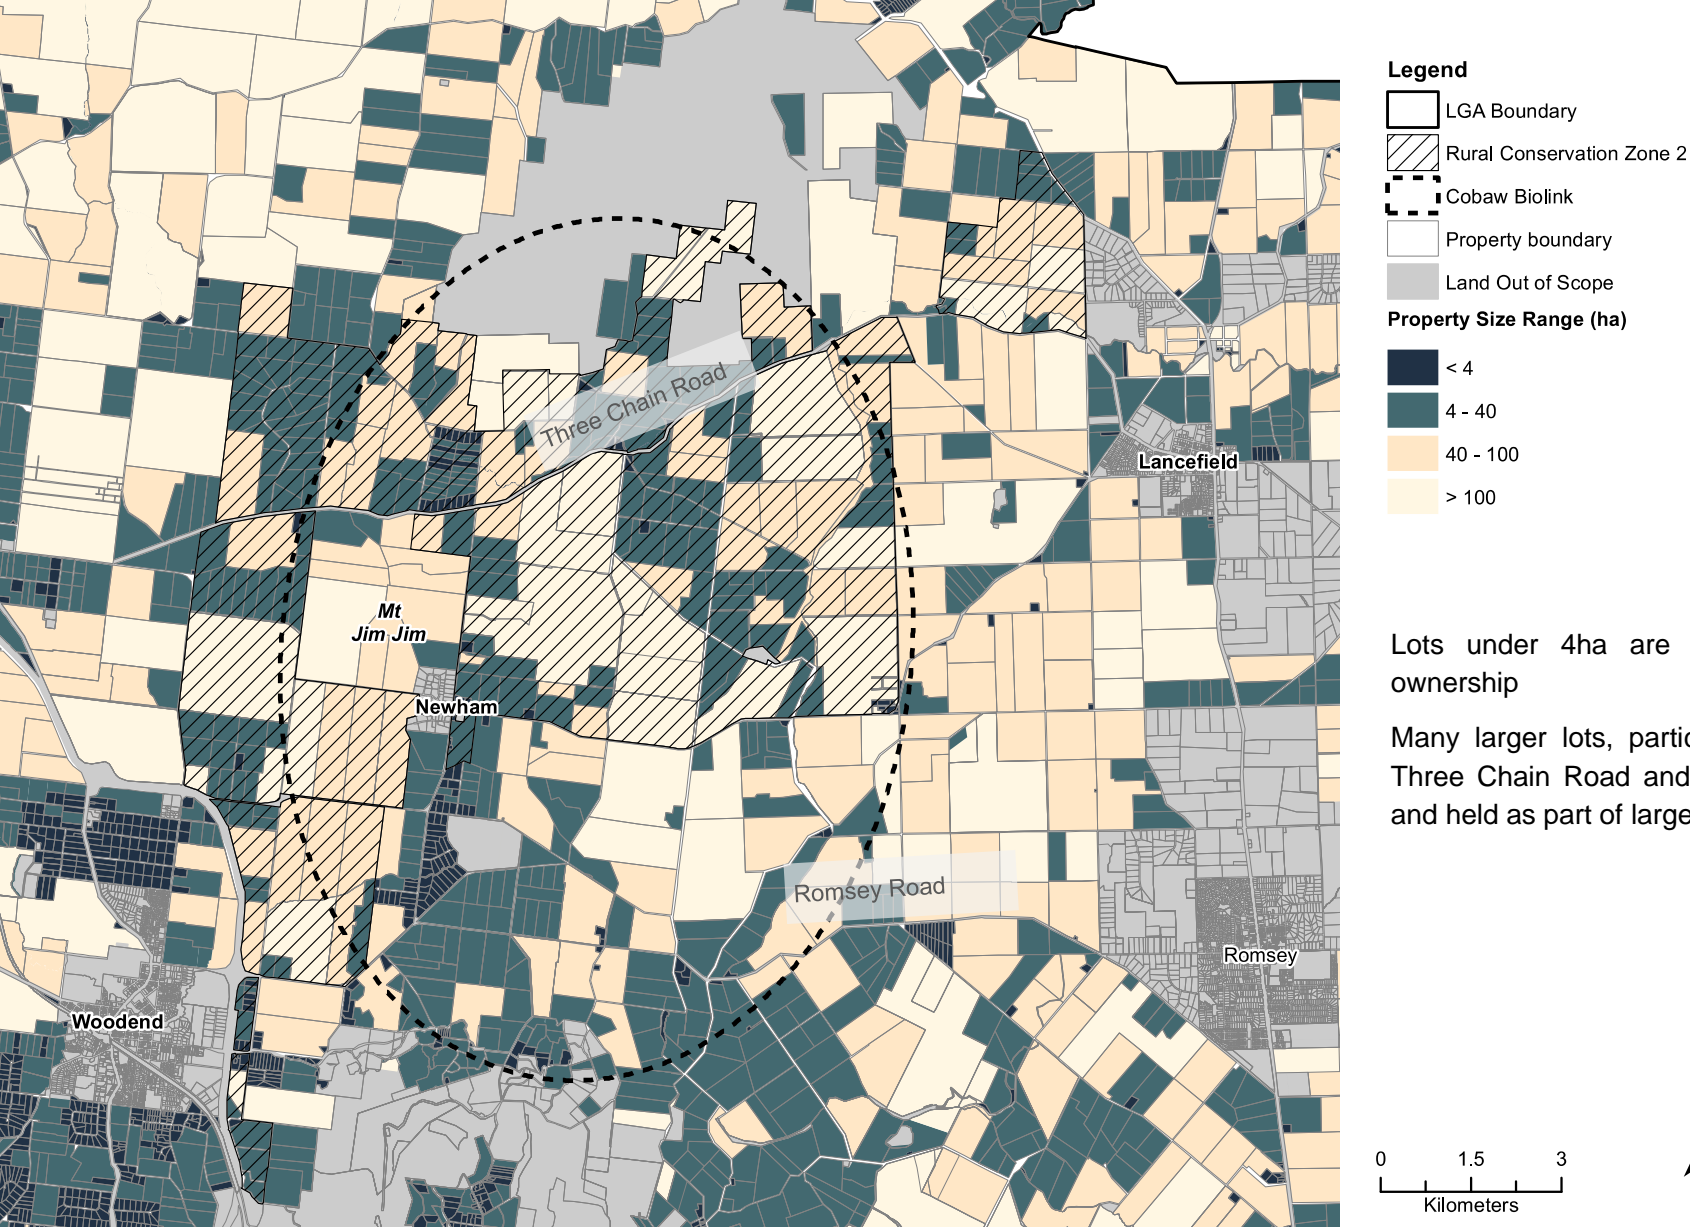 Legend
LGA Boundary
Rural Conservation Zone 2
Cobaw Biolink
Property boundary
Land Out of Scope
Property Size Range (ha)
< 4
4 - 40
40 - 100
> 100
Three Chain Road
Lancefield
Mt
Jim Jim
Newham
Romsey Road
Romsey
Woodend
Lots under 4ha are
ownership
Many larger lots,
Three Chain Road and
and held as part of
0 1.5 3
Kilometers